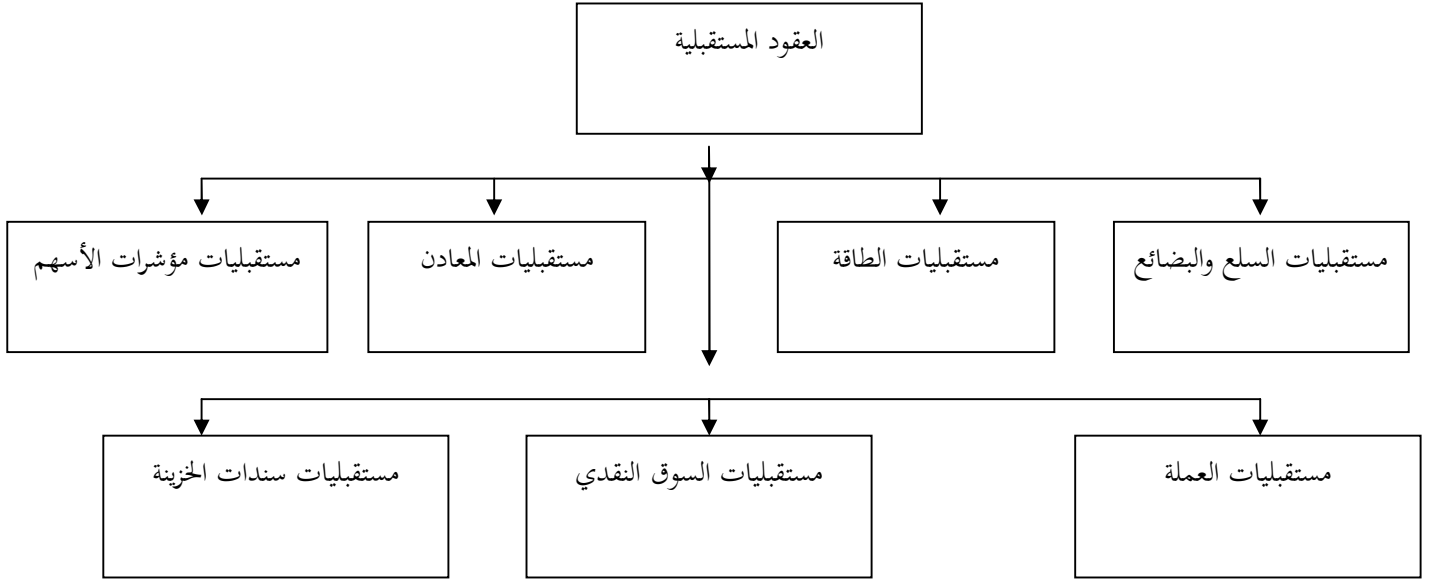 العقود المستقبلية
مستقبليات السلع والبضائع
مستقبليات الطاقة
مستقبليات المعادن
مستقبليات مؤشرات الأسهم
مستقبليات العملة
مستقبليات السوق النقدي
مستقبليات سندات الخزينة